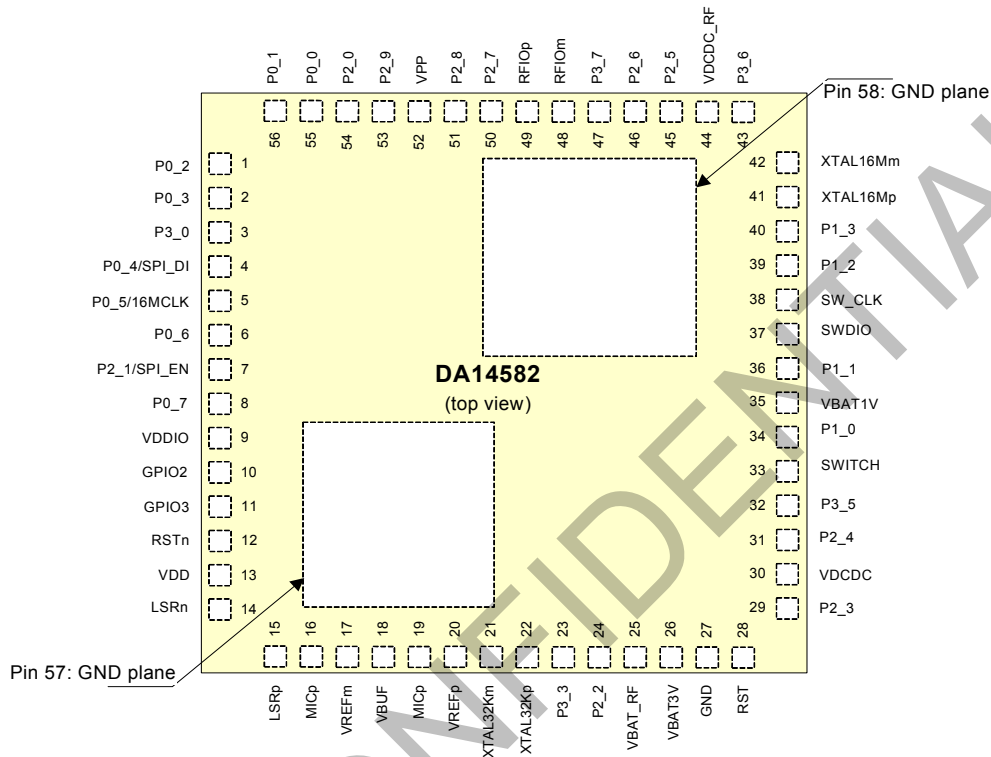 P0_1
P0_0
P2_0
P2_9
VPP
P2_8
P2_7
RFIOp
RFIOm
P3_7
P2_6
P2_5
VDCDC_RF
P3_6
Pin 58: GND plane
56
55
54
53
52
51
50
49
48
47
46
45
44
43
P0_2 1
P0_3 2
P3_0 3
P0_4/SPI_DI 4
P0_5/16MCLK 5
P0_6 6
P2_1/SPI_EN 7
P0_7 8
VDDIO 9
GPIO2 10
GPIO3 11
RSTn 12
VDD 13
LSRn 14
42 XTAL16Mm
41 XTAL16Mp
40 P1_3
39 P1_2
38 SW_CLK
37 SWDIO
36 P1_1
35 VBAT1V
34 P1_0
33 SWITCH
32 P3_5
31 P2_4
30 VDCDC
29 P2_3
DA14582
(top view)
15
16
17
18
19
20
21
22
23
24
25
26
27
28
Pin 57: GND plane
LSRp
MICp
VREFm
VBUF
MICp
VREFp
XTAL32Km
XTAL32Kp
P3_3
P2_2
VBAT_RF
VBAT3V
GND
RST
CONFIDENTIAL